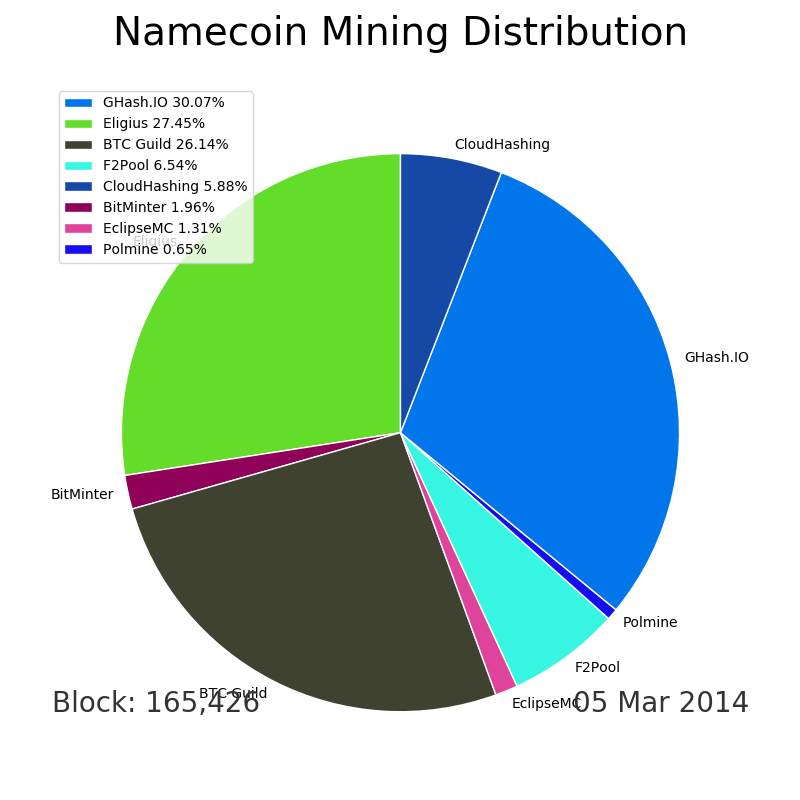 Namecoin Mining Distribution
GHash.IO 30.07%
Eligius 27.45%
BTC Guild 26.14%
F2Pool 6.54%
CloudHashing 5.88%
BitMinter 1.96%
EclipseMC 1.31%
Polmine 0.65%
CloudHashing
Eligius
GHash.IO
BitMinter
Polmine
F2Pool
BTC Guild
EclipseMC
Block: 165,426
05 Mar 2014